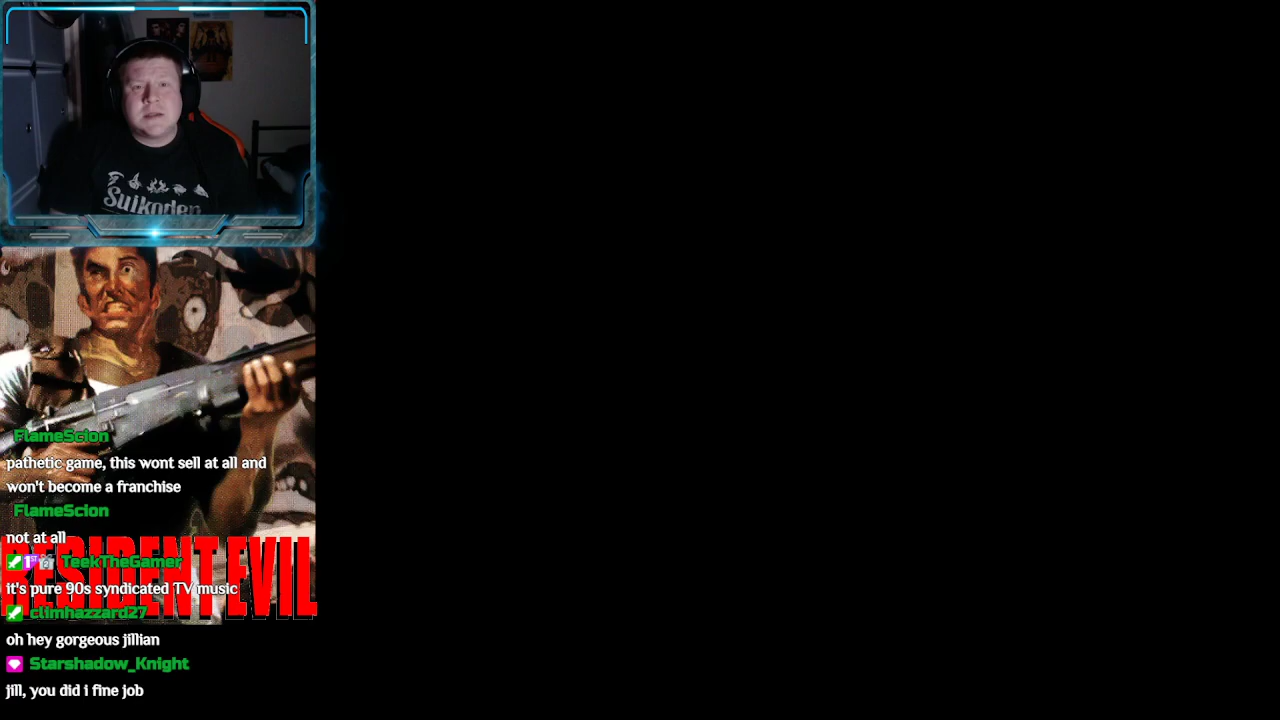 Suikoden
FlameScion
pathetic game, this wont sell at all and
won't become a franchise
FlameScion
not at all
RESIDENT EVIL
TeekTheGamer
it's pure 90s syndicated TV music
climhazzard27
oh hey gorgeous jillian
Starshadow_Knight
jill, you did i fine job